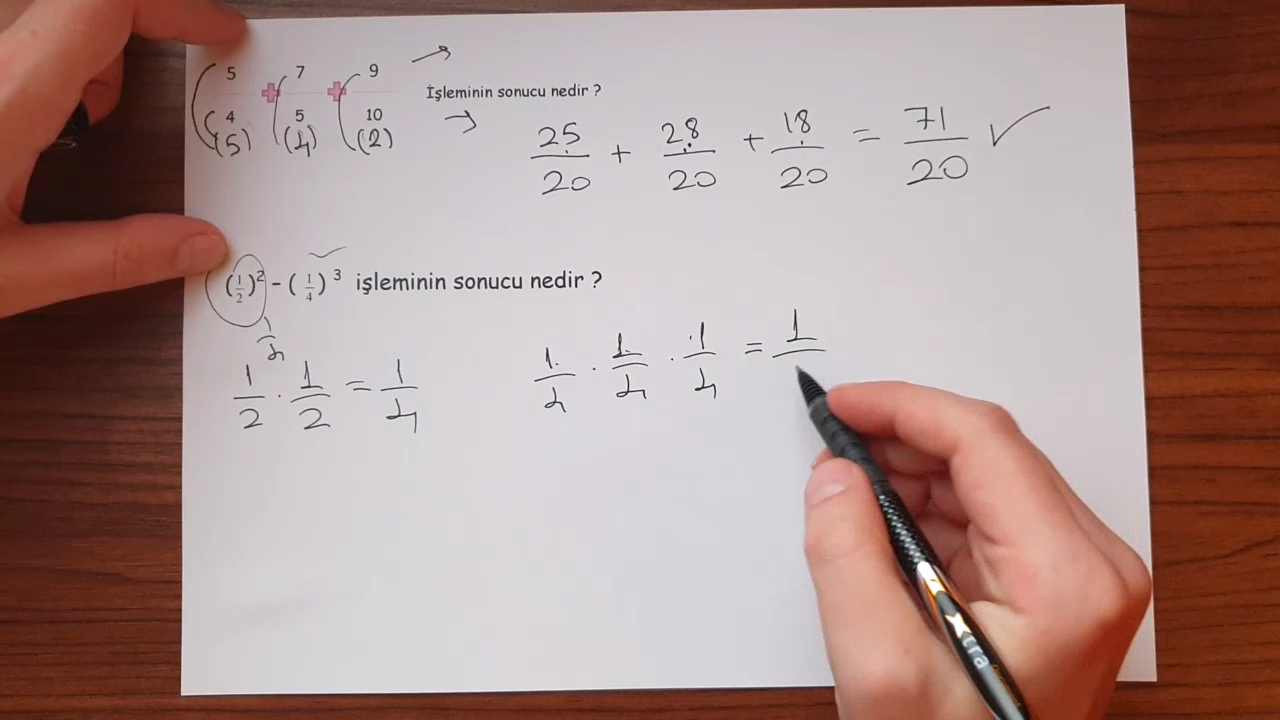 5/4 + 7/5 + 9/10 İşleminin sonucu nedir ?
(5) (4) (2)
25/20 + 28/20 + 18/20 = 71/20 ✓
(1/2)² - (1/4)³ işleminin sonucu nedir ?
1/2 . 1/2 = 1/4
1/4 . 1/4 . 1/4 = 1/
xtra